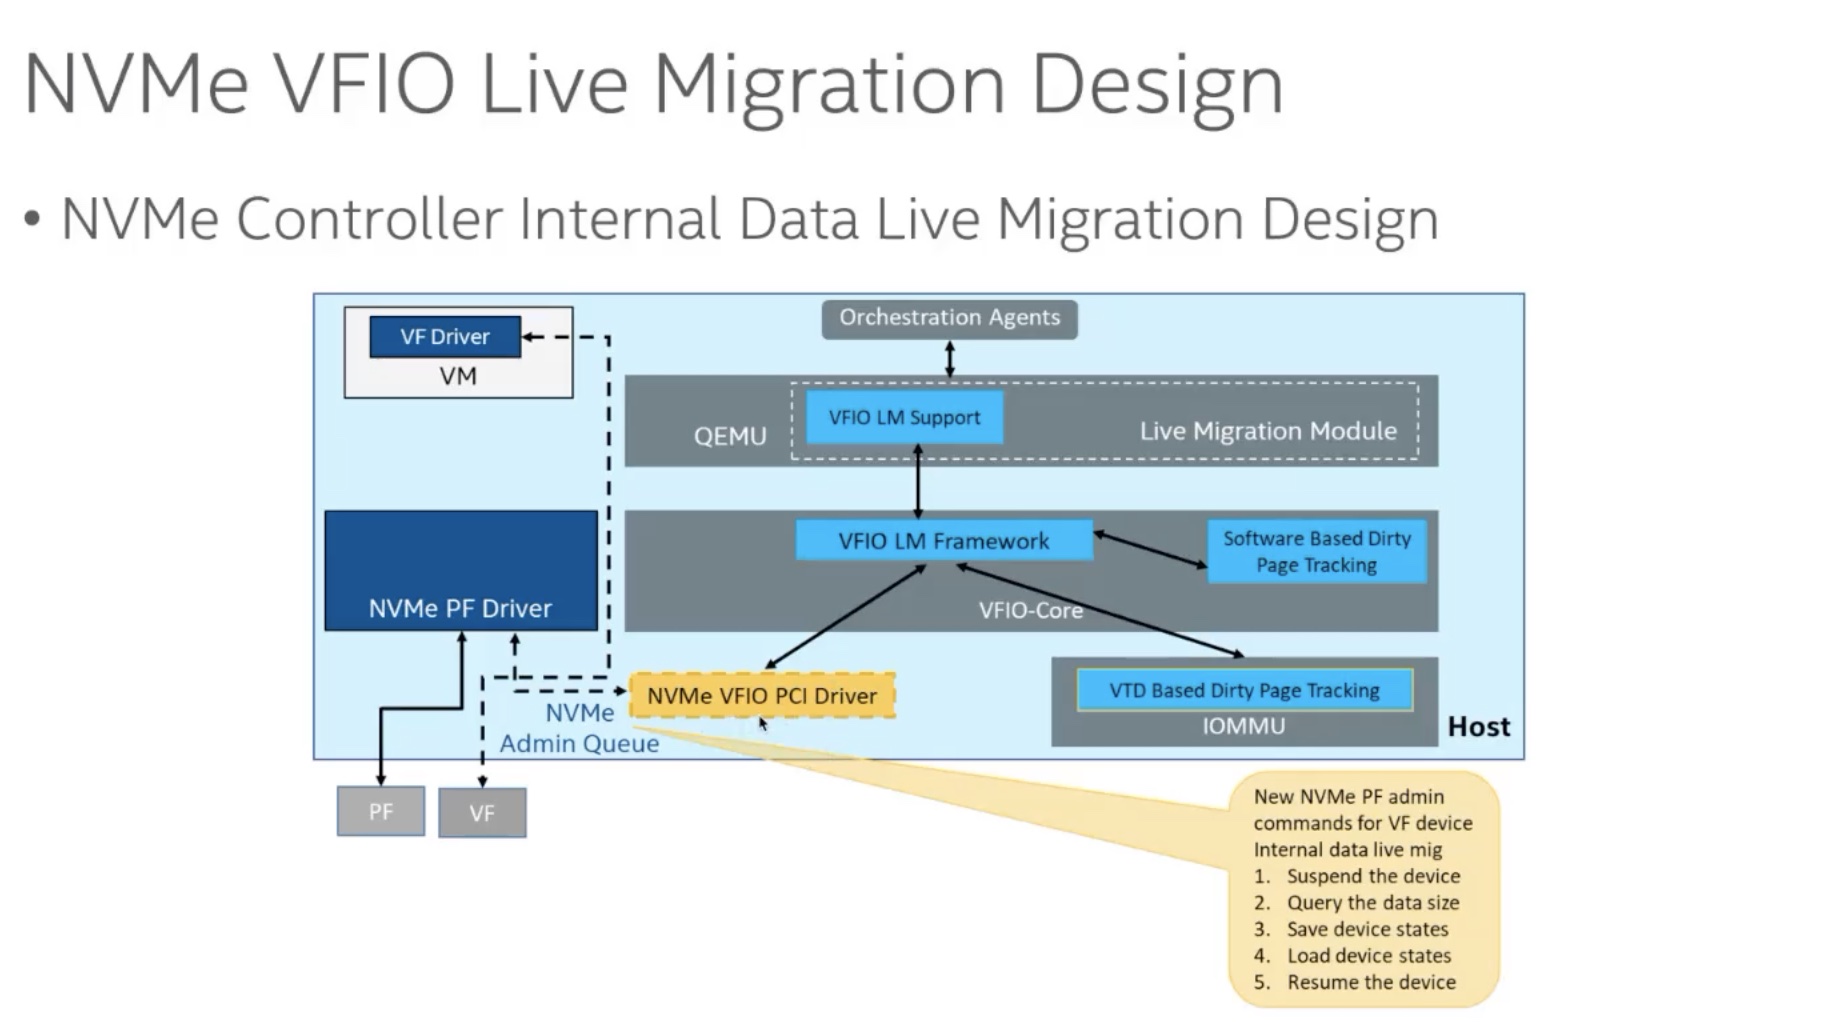 NVMe VFIO Live Migration Design
• NVMe Controller Internal Data Live Migration Design
Orchestration Agents
VF Driver
VM
VFIO LM Support
QEMU
Live Migration Module
NVMe PF Driver
VFIO LM Framework
Software Based Dirty
Page Tracking
VFIO-Core
NVMe VFIO PCI Driver
NVMe
Admin Queue
VTD Based Dirty Page Tracking
IOMMU
Host
PF
VF
New NVMe PF admin
commands for VF device
Internal data live mig
1. Suspend the device
2. Query the data size
3. Save device states
4. Load device states
5. Resume the device